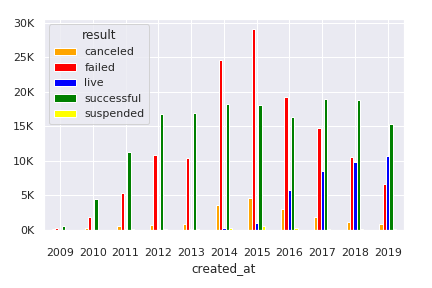 30K
25K
20K
15K
10K
5K
0K
result
canceled
failed
live
successful
suspended
2009 2010 2011 2012 2013 2014 2015 2016 2017 2018 2019
created_at